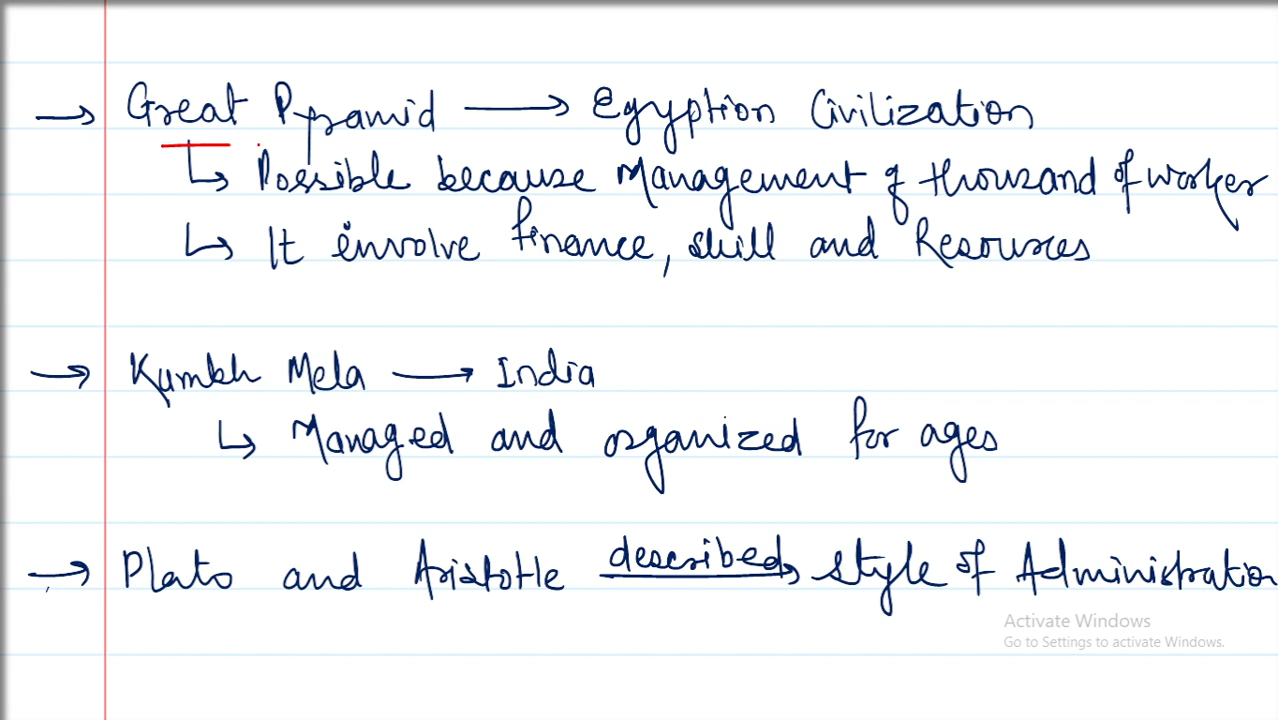 → Great Pyramid → Egyption Civilization
↳ Possible because Management of thousand of worker
↳ It involve finance, skill and Resources
→ Kumbh Mela → India
↳ Managed and organized for ages
→ Plato and Aristotle described → style of Administration
Activate Windows
Go to Settings to activate Windows.